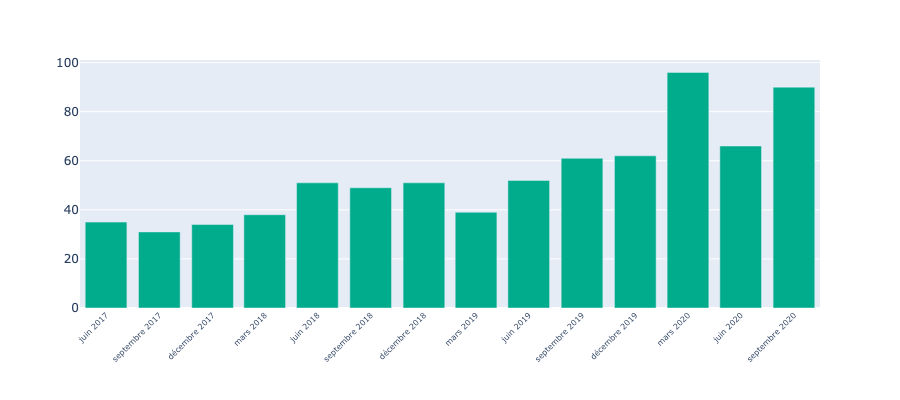 100
80
60
40
20
0
juin 2017
septembre 2017
décembre 2017
mars 2018
juin 2018
septembre 2018
décembre 2018
mars 2019
juin 2019
septembre 2019
décembre 2019
mars 2020
juin 2020
septembre 2020